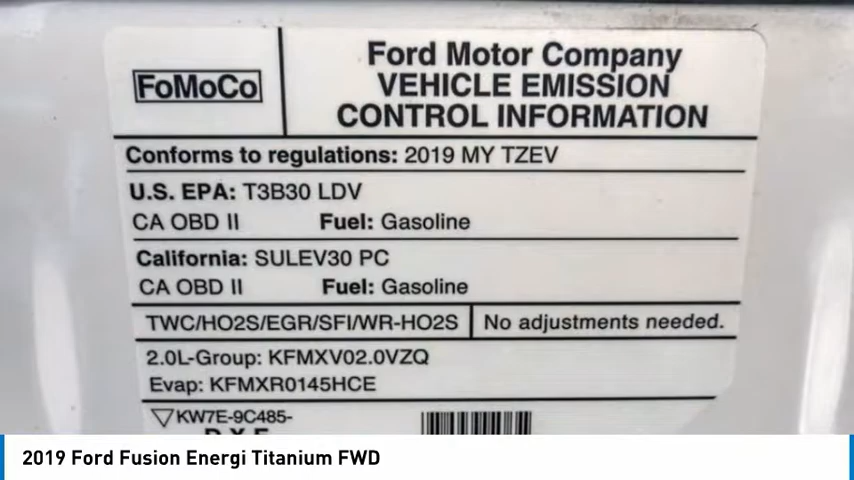 FoMoCo
Ford Motor Company
VEHICLE EMISSION
CONTROL INFORMATION
Conforms to regulations: 2019 MY TZEV
U.S. EPA: T3B30 LDV
CA OBD II Fuel: Gasoline
California: SULEV30 PC
CA OBD II Fuel: Gasoline
TWC/HO2S/EGR/SFI/WR-HO2S No adjustments needed.
2.0L-Group: KFMXV02.0VZQ
Evap: KFMXR0145HCE
KW7E-9C485-
2019 Ford Fusion Energi Titanium FWD